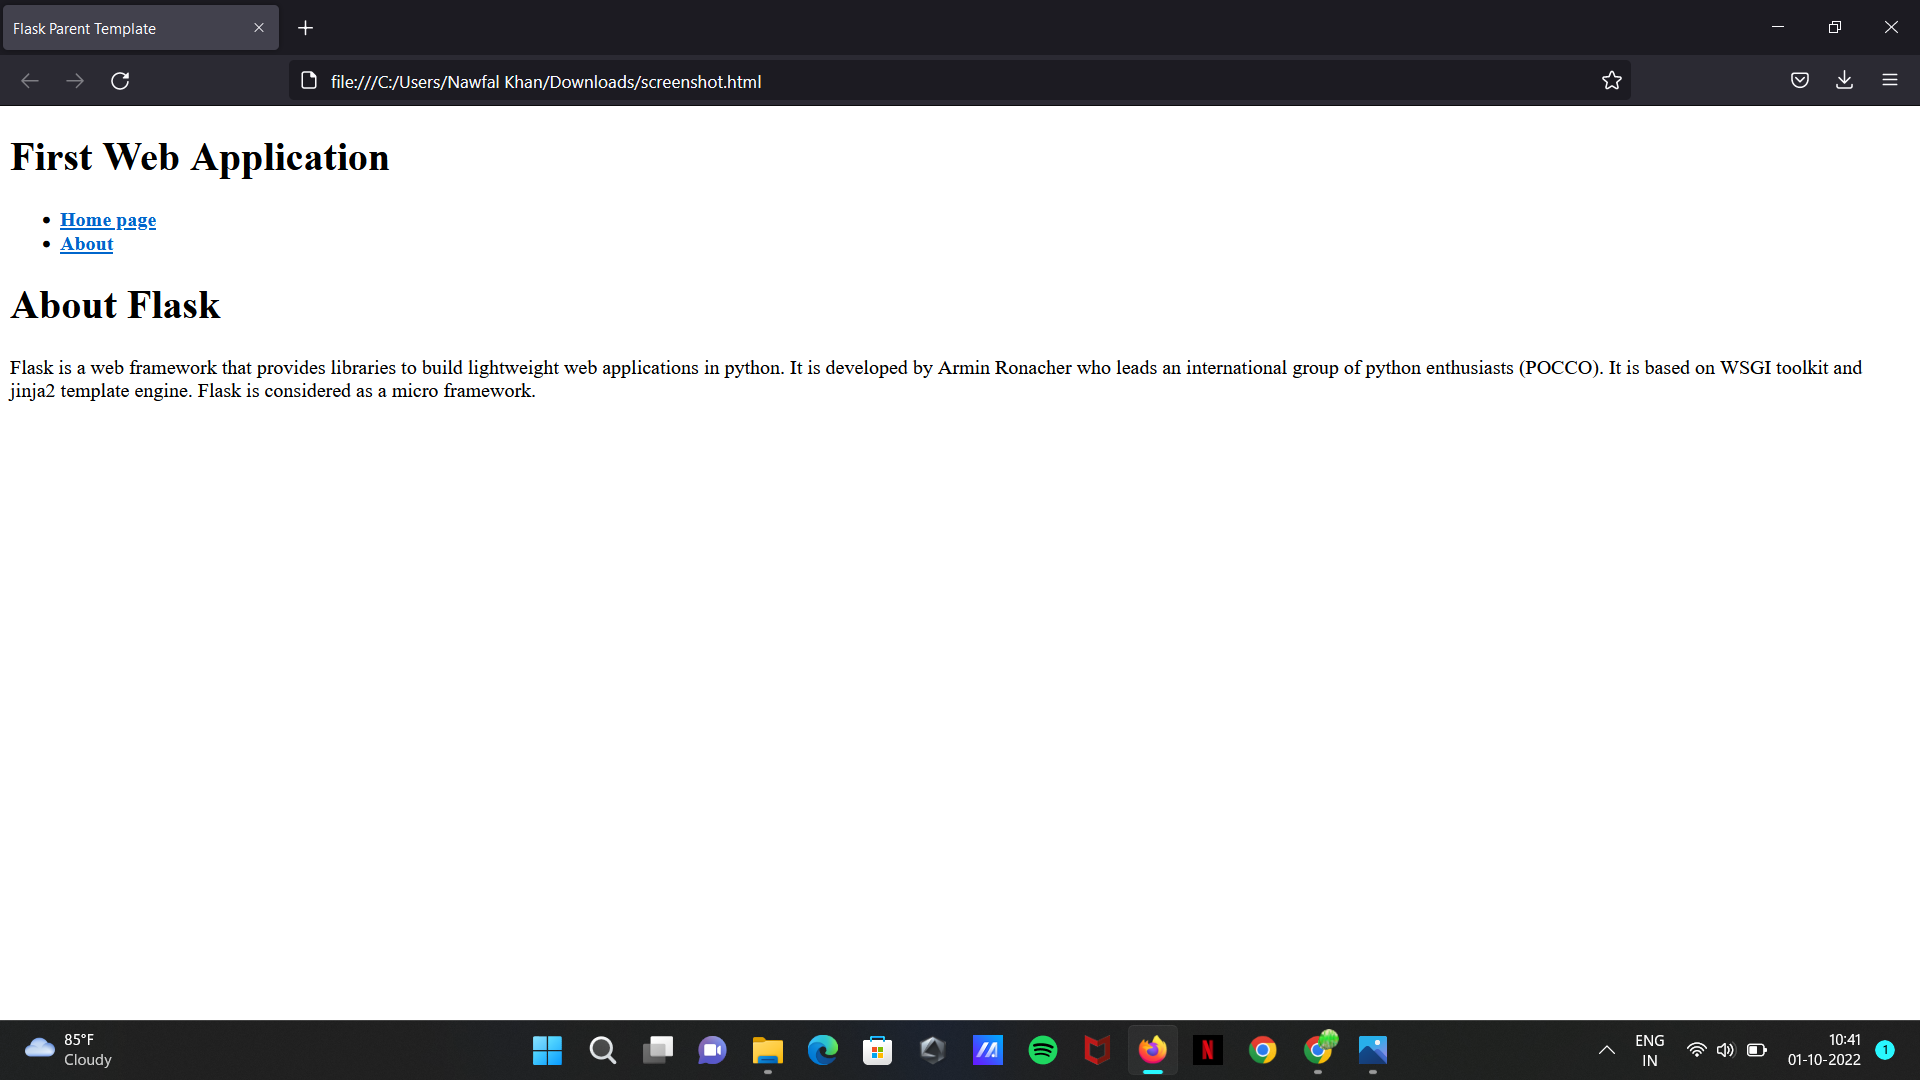 Flask Parent Template
file:///C:/Users/Nawfal Khan/Downloads/screenshot.html
First Web Application
Home page
About
About Flask
Flask is a web framework that provides libraries to build lightweight web applications in python. It is developed by Armin Ronacher who leads an international group of python enthusiasts (POCCO). It is based on WSGI toolkit and
jinja2 template engine. Flask is considered as a micro framework.
85°F
Cloudy
ENG
IN
10:41
01-10-2022
1